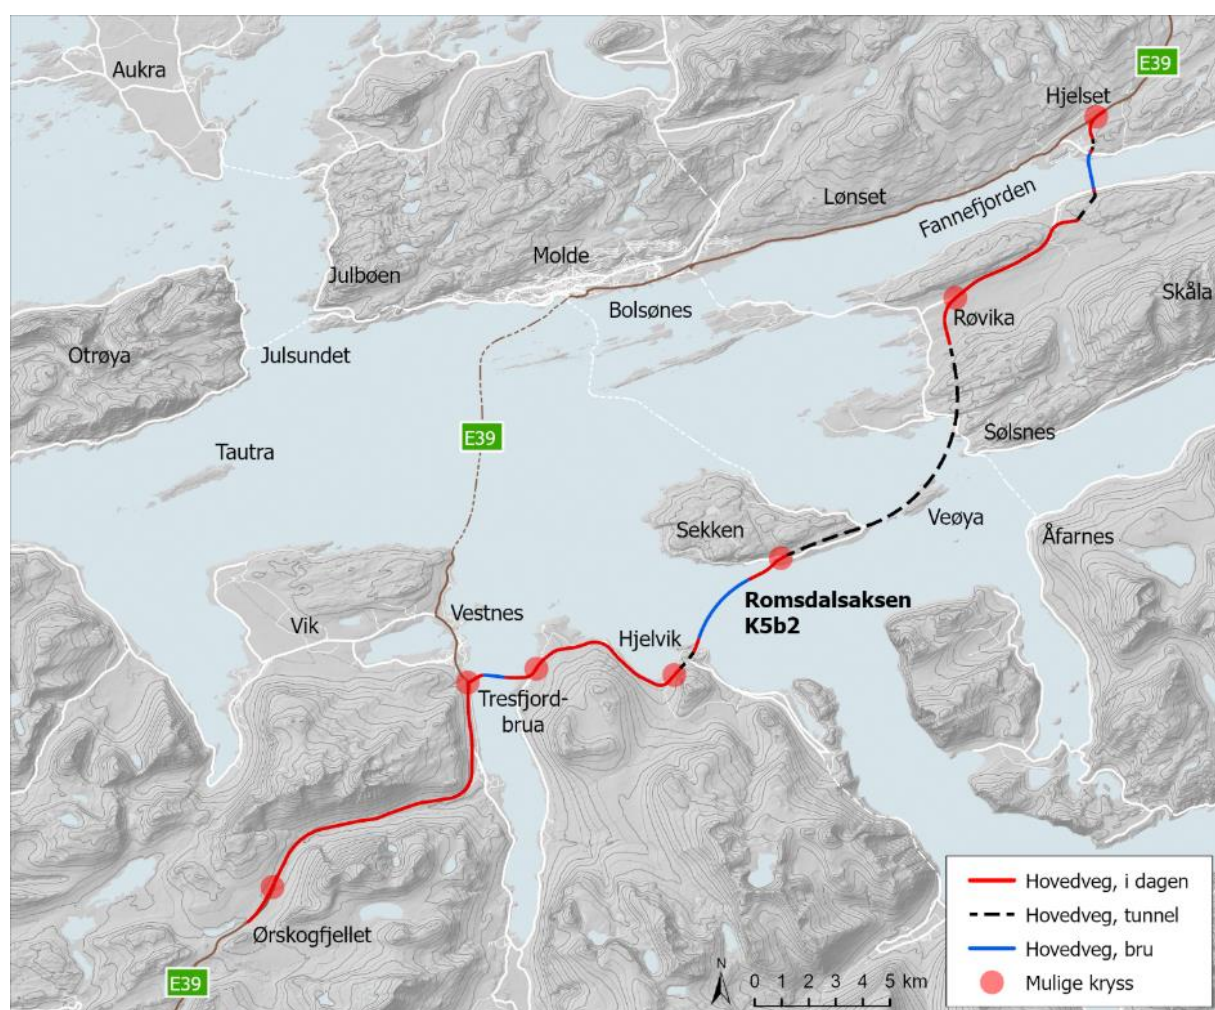 E39
Aukra
Hjelset
Lønset
Fannefjorden
Molde
Julbøen
Skåla
Bolsønes
Røvika
Otrøya
Julsundet
E39
Sølsnes
Tautra
Veøya
Sekken
Åfarnes
Romsdalsaksen
K5b2
Vestnes
Vik
Hjelvik
Tresfjord-
brua
Ørskogfjellet
E39
N
0 1 2 3 4 5 km
Hovedveg, i dagen
Hovedveg, tunnel
Hovedveg, bru
Mulige kryss